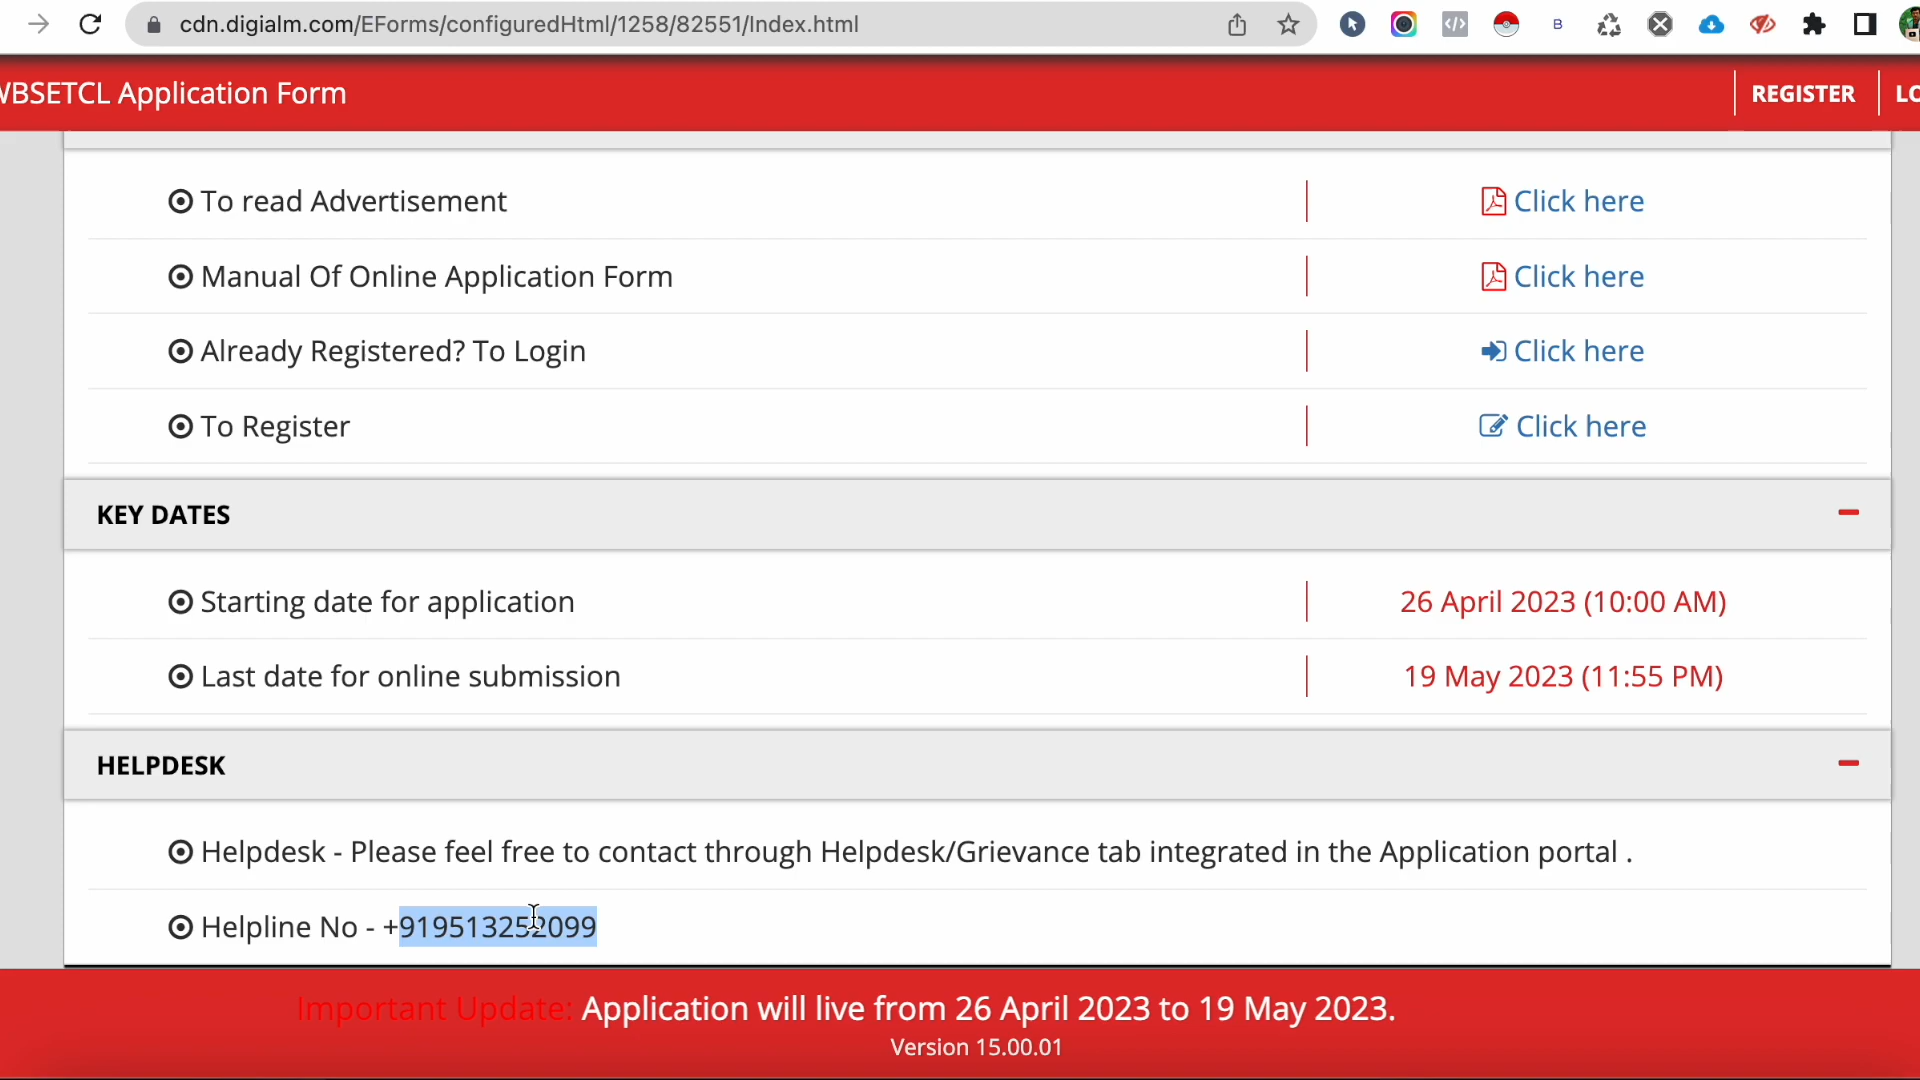 cdn.digialm.com/EForms/configuredHtml/1258/82551/Index.html
WBSETCL Application Form
REGISTER
LO
To read Advertisement
Click here
Manual Of Online Application Form
Click here
Already Registered? To Login
Click here
To Register
Click here
KEY DATES
Starting date for application
26 April 2023 (10:00 AM)
Last date for online submission
19 May 2023 (11:55 PM)
HELPDESK
Helpdesk - Please feel free to contact through Helpdesk/Grievance tab integrated in the Application portal .
Helpline No - +919513252099
Important Update: Application will live from 26 April 2023 to 19 May 2023.
Version 15.00.01